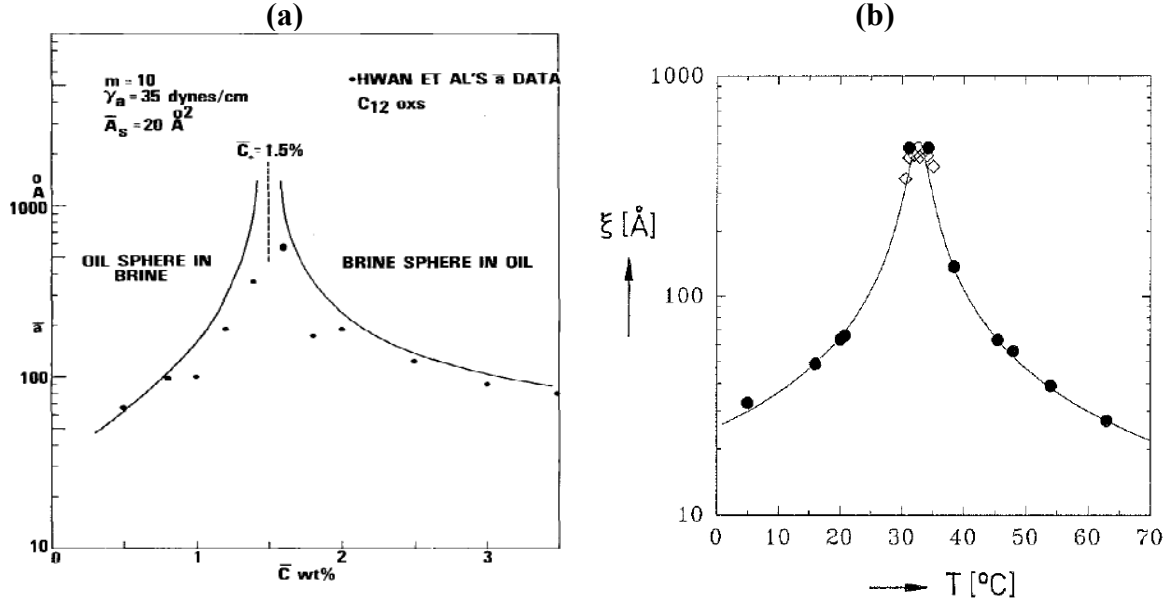 (a)
m = 10
γa = 35 dynes/cm
Ās = 20 Å²
•HWAN ET AL'S ā DATA
C12 oxs
C̄* = 1.5%
Å
1000
OIL SPHERE IN
BRINE
BRINE SPHERE IN OIL
ā
100
10
0
1
2
3
C̄ wt%
(b)
1000
ξ [Å]
100
10
0
10
20
30
40
50
60
70
T [°C]